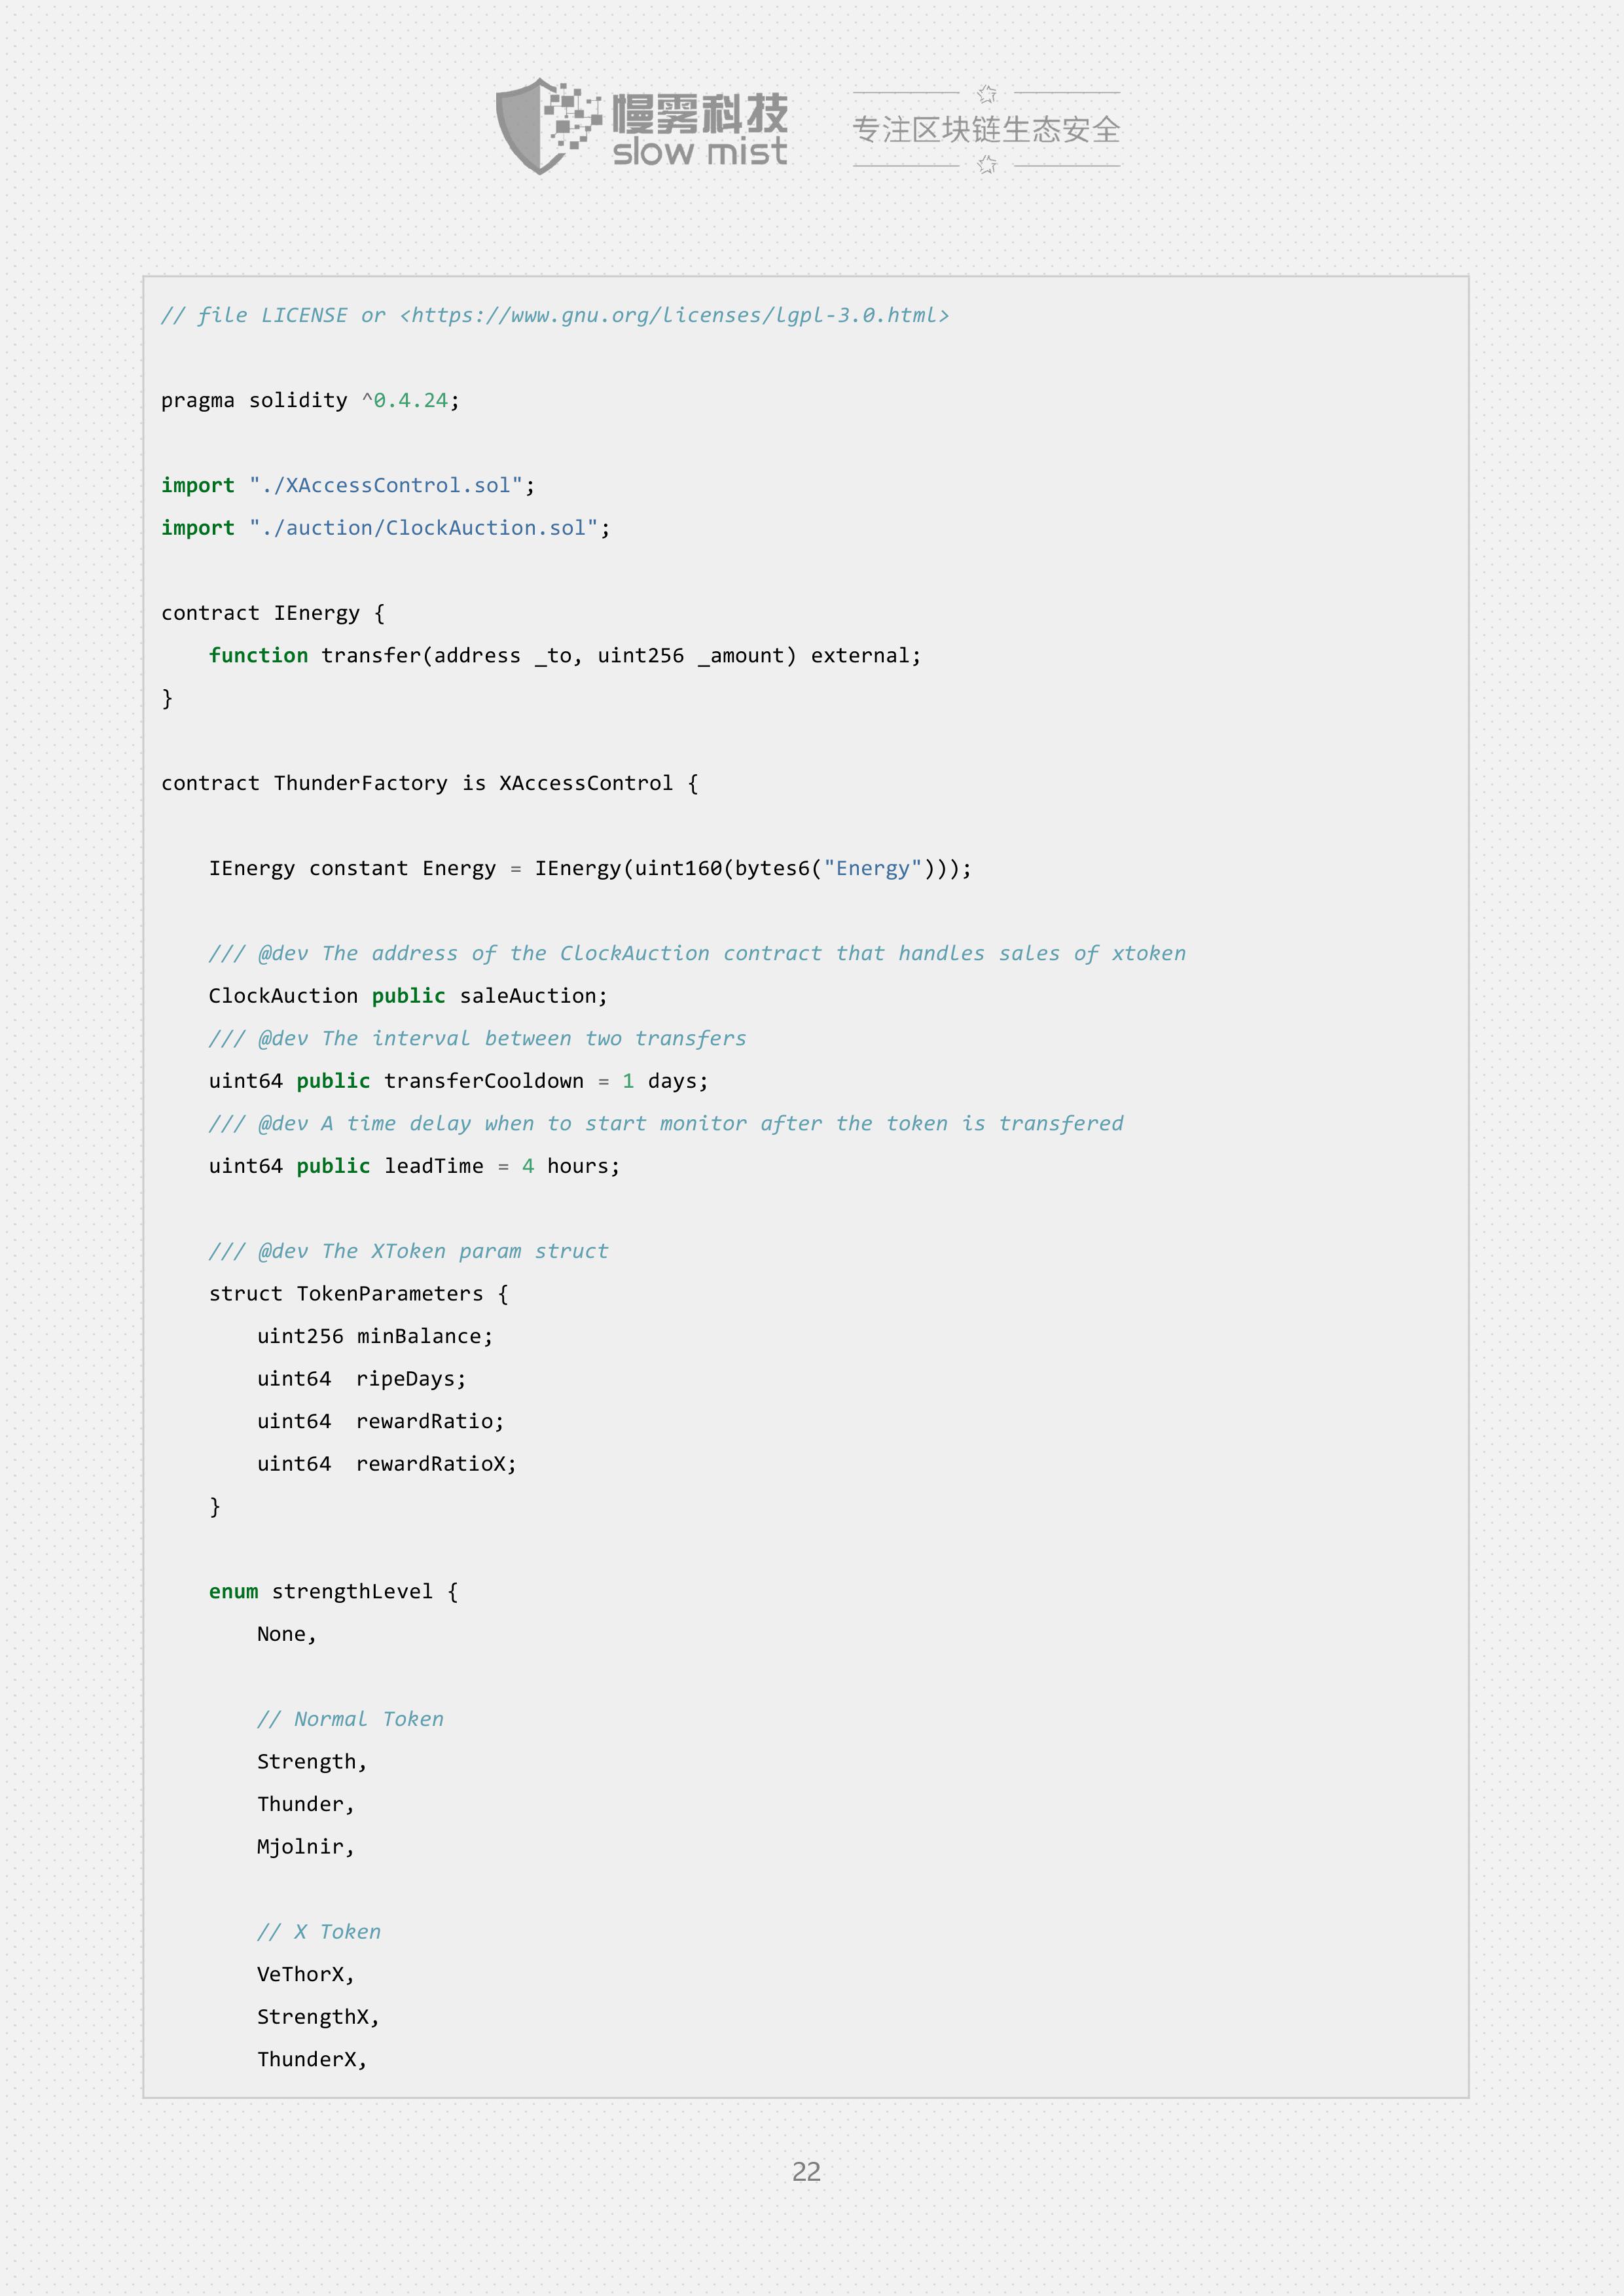 慢雾科技
slow mist
专注区块链生态安全
// file LICENSE or <https://www.gnu.org/licenses/lgpl-3.0.html>
pragma solidity ^0.4.24;
import "./XAccessControl.sol";
import "./auction/ClockAuction.sol";
contract IEnergy {
    function transfer(address _to, uint256 _amount) external;
}
contract ThunderFactory is XAccessControl {
    IEnergy constant Energy = IEnergy(uint160(bytes6("Energy")));
    /// @dev The address of the ClockAuction contract that handles sales of xtoken
    ClockAuction public saleAuction;
    /// @dev The interval between two transfers
    uint64 public transferCooldown = 1 days;
    /// @dev A time delay when to start monitor after the token is transfered
    uint64 public leadTime = 4 hours;
    /// @dev The XToken param struct
    struct TokenParameters {
        uint256 minBalance;
        uint64  ripeDays;
        uint64  rewardRatio;
        uint64  rewardRatioX;
    }
    enum strengthLevel {
        None,
        // Normal Token
        Strength,
        Thunder,
        Mjolnir,
        // X Token
        VeThorX,
        StrengthX,
        ThunderX,
22